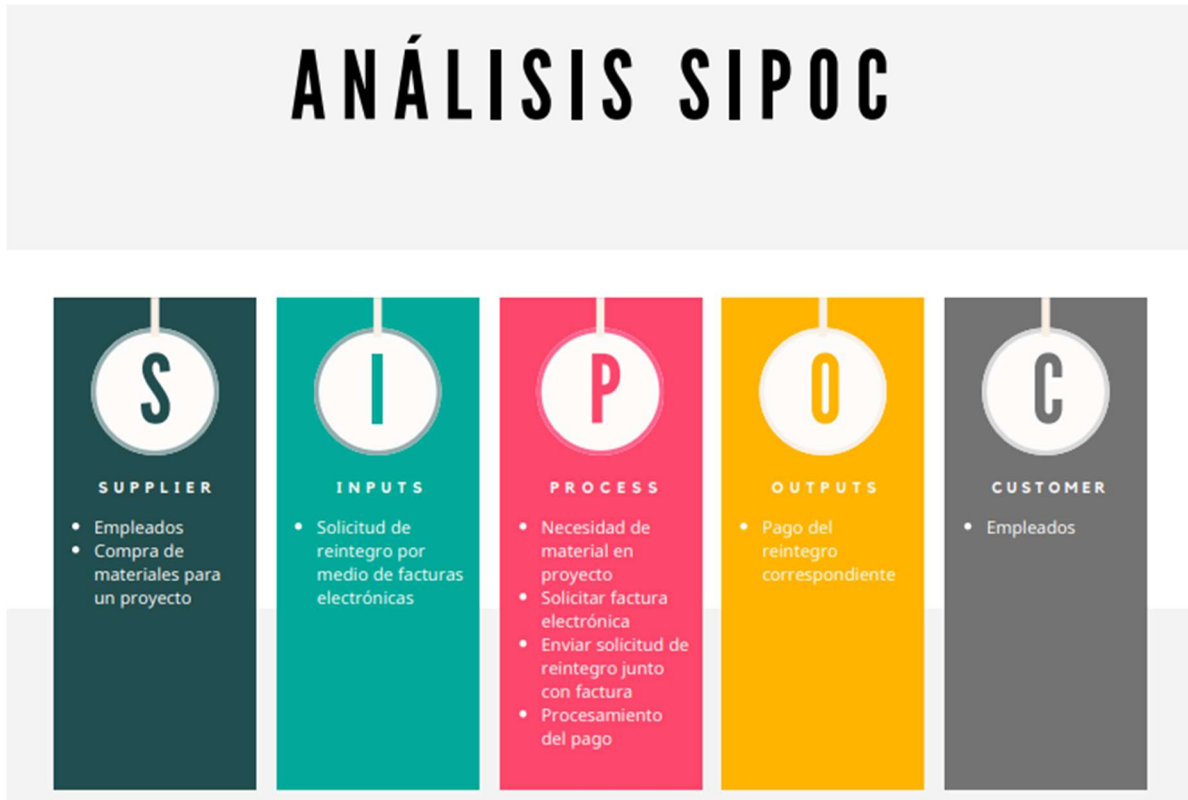 ANÁLISIS SIPOC
S
SUPPLIER
• Empleados
• Compra de
materiales para
un proyecto
I
INPUTS
• Solicitud de
reintegro por
medio de facturas
electrónicas
P
PROCESS
• Necesidad de
material en
proyecto
• Solicitar factura
electrónica
• Enviar solicitud de
reintegro junto
con factura
• Procesamiento
del pago
O
OUTPUTS
• Pago del
reintegro
correspondiente
C
CUSTOMER
• Empleados